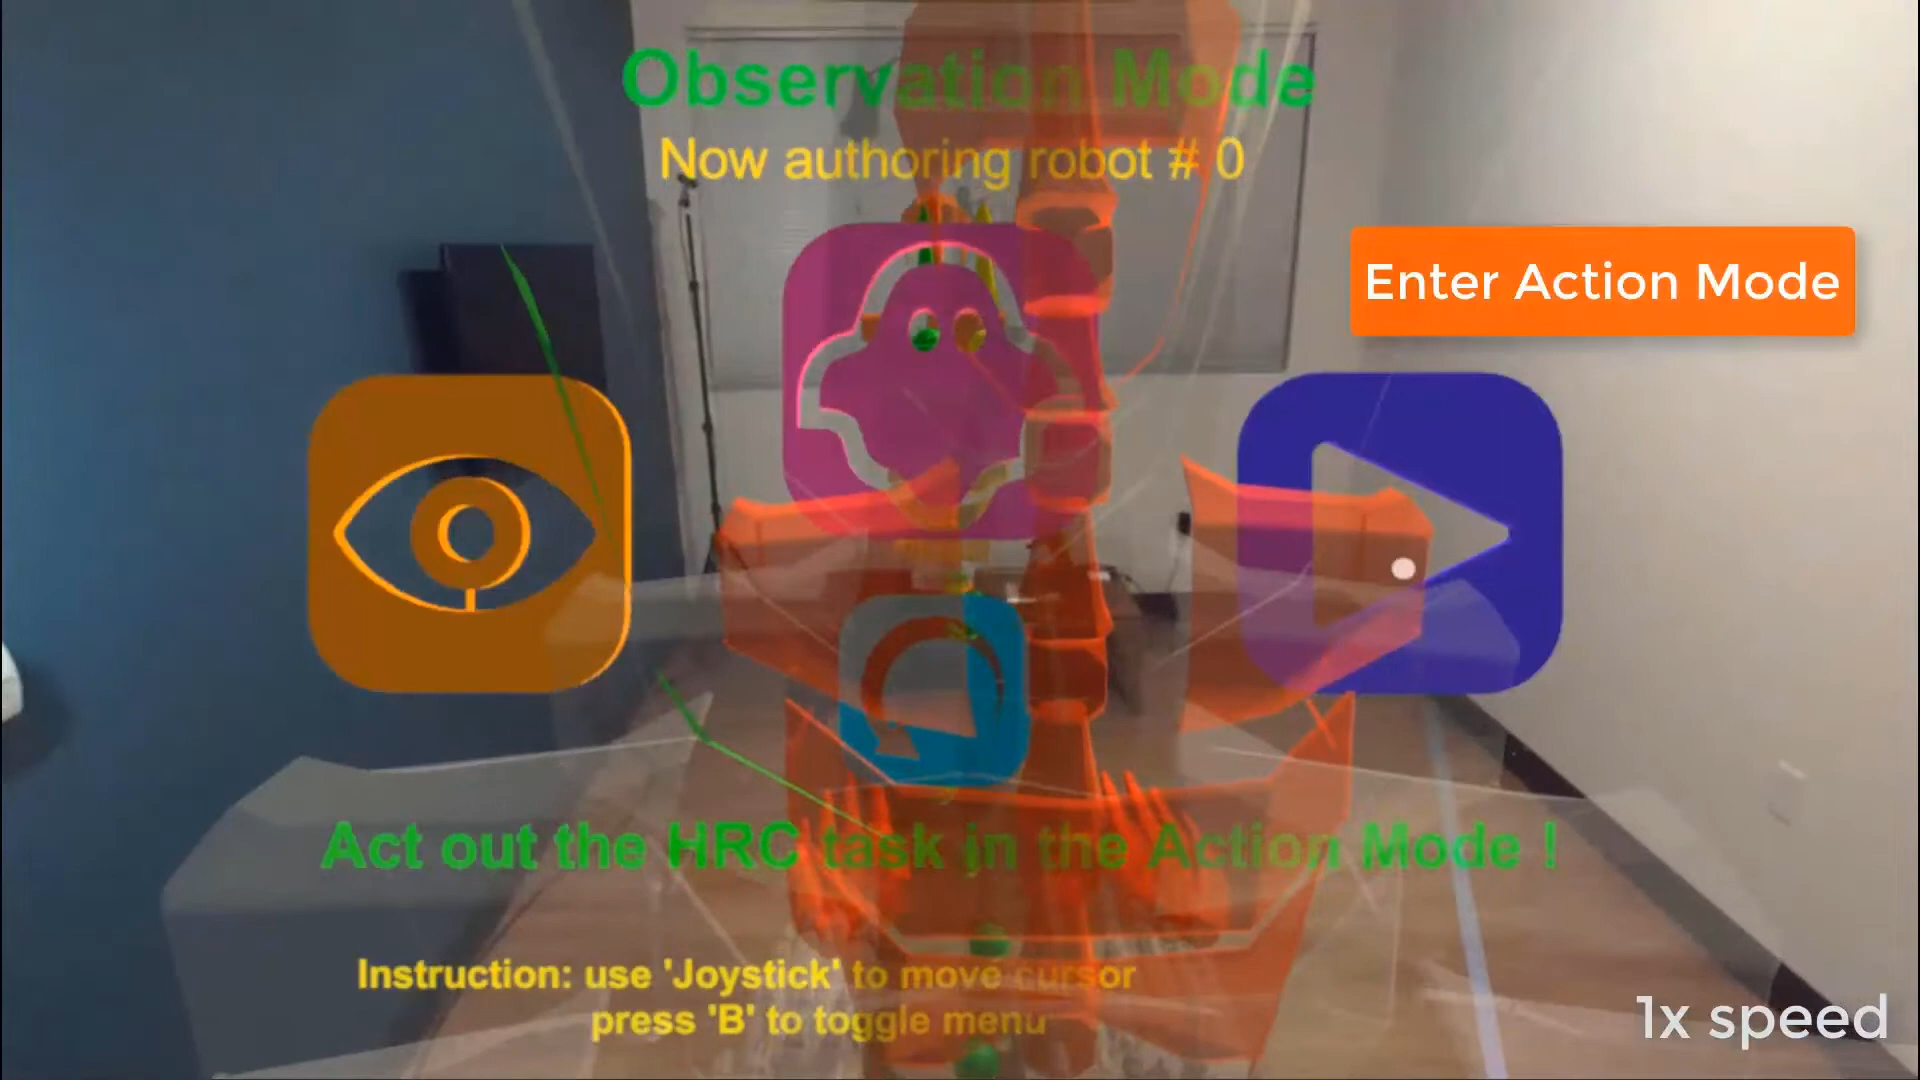 Observation Mode
Now authoring robot # 0
Enter Action Mode
Act out the HRC task in the Action Mode !
Instruction: use 'Joystick' to move cursor
press 'B' to toggle menu
1x speed